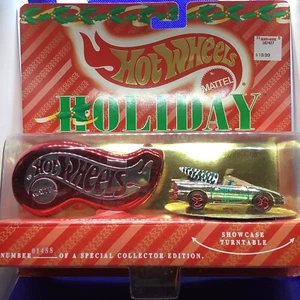 Hot Wheels
MATTEL
HOLIDAY
Hot Wheels
SHOWCASE
TURNTABLE
NUMBER OF A SPECIAL COLLECTOR EDITION.